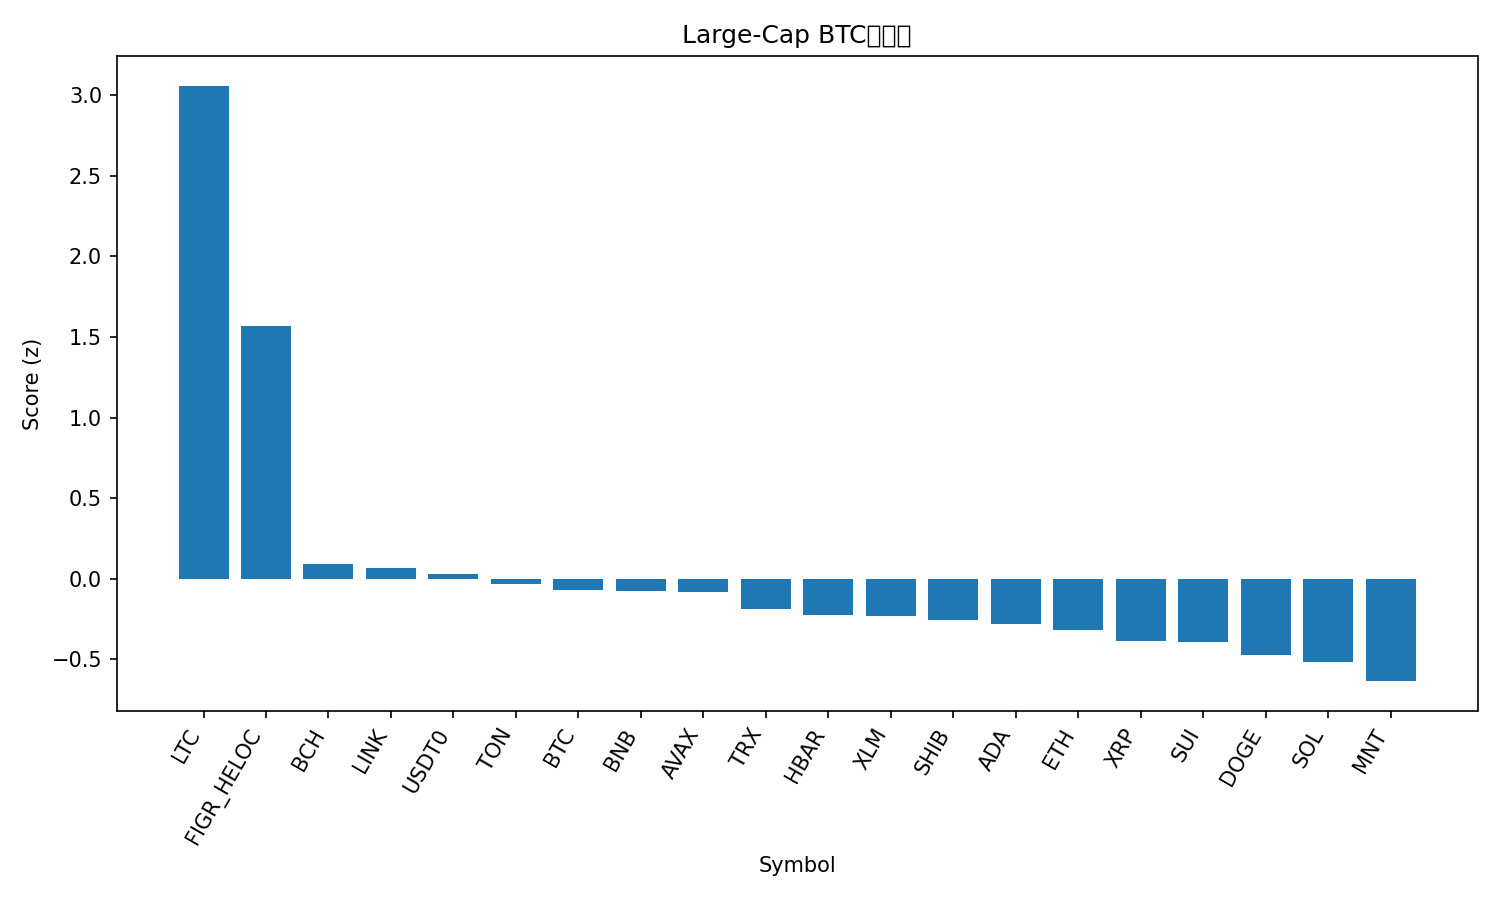 Large-Cap BTC
Score (z)
3.0
2.5
2.0
1.5
1.0
0.5
0.0
−0.5
LTC
FIGR_HELOC
BCH
LINK
USDT0
TON
BTC
BNB
AVAX
TRX
HBAR
XLM
SHIB
ADA
ETH
XRP
SUI
DOGE
SOL
MNT
Symbol